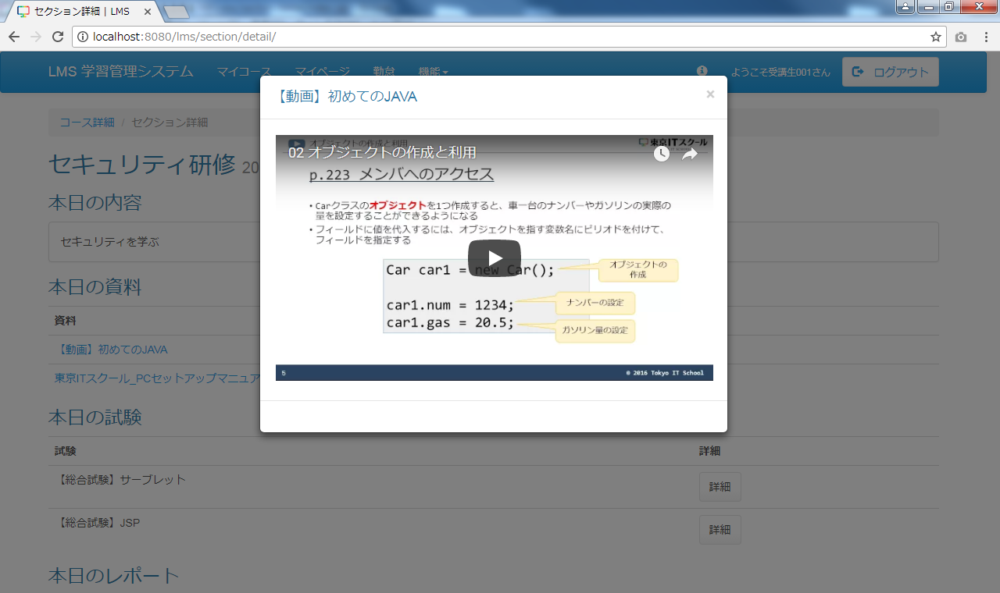 セクション詳細 | LMS
localhost:8080/lms/section/detail/
LMS 学習管理システム マイコース マイページ 勤怠 機能 ようこそ受講生001さん ログアウト
コース詳細 / セクション詳細
セキュリティ研修 20
本日の内容
セキュリティを学ぶ
本日の資料
資料
【動画】初めてのJAVA
東京ITスクール_PCセットアップマニュア
本日の試験
試験 詳細
【総合試験】サーブレット 詳細
【総合試験】JSP 詳細
本日のレポート
【動画】初めてのJAVA ×
オブジェクトの作成と利用 東京ITスクール
02 オブジェクトの作成と利用
p.223 メンバへのアクセス
・Carクラスのオブジェクトを1つ作成すると、車一台のナンバーやガソリンの実際の
量を設定することができるようになる
・フィールドに値を代入するには、オブジェクトを指す変数名にピリオドを付けて、
フィールドを指定する
Car car1 = new Car();
オブジェクトの
作成
car1.num = 1234;
ナンバーの設定
car1.gas = 20.5;
ガソリン量の設定
5 © 2016 Tokyo IT School